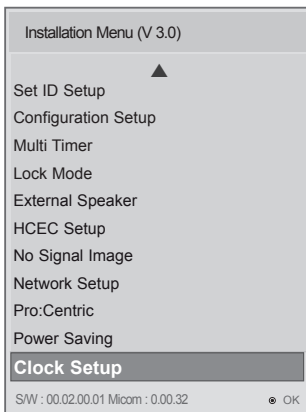 Installation Menu (V 3.0)
Set ID Setup
Configuration Setup
Multi Timer
Lock Mode
External Speaker
HCEC Setup
No Signal Image
Network Setup
Pro:Centric
Power Saving
Clock Setup
S/W : 00.02.00.01 Micom : 0.00.32 OK